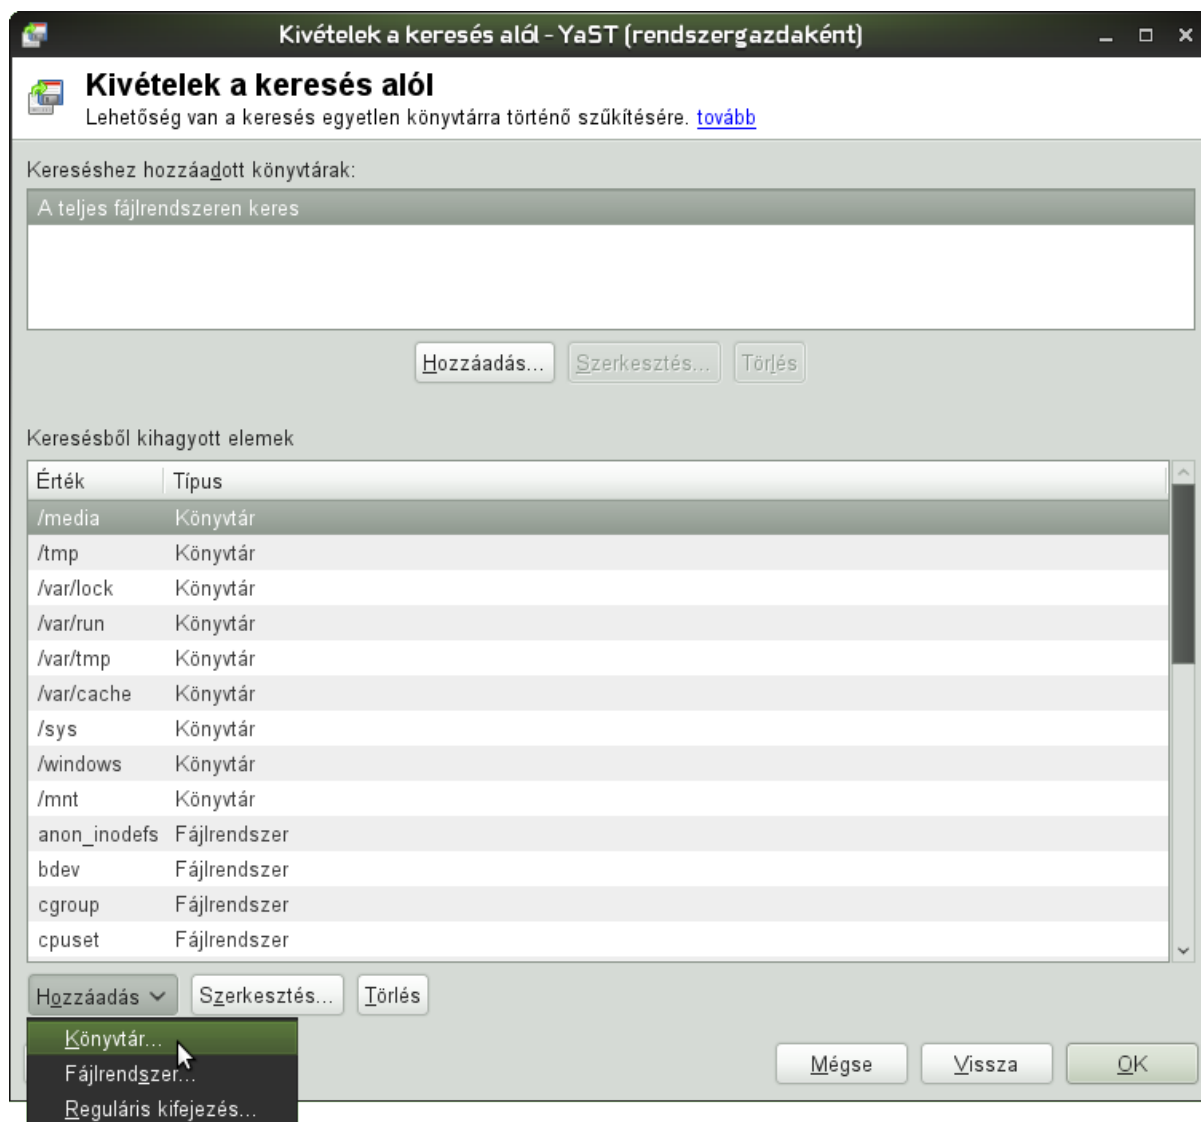 Kivételek a keresés alól - YaST (rendszergazdaként)
Kivételek a keresés alól
Lehetőség van a keresés egyetlen könyvtárra történő szűkítésére. tovább
Kereséshez hozzáadott könyvtárak:
A teljes fájlrendszeren keres
Hozzáadás... Szerkesztés... Törlés
Keresésből kihagyott elemek
Érték Típus
/media Könyvtár
/tmp Könyvtár
/var/lock Könyvtár
/var/run Könyvtár
/var/tmp Könyvtár
/var/cache Könyvtár
/sys Könyvtár
/windows Könyvtár
/mnt Könyvtár
anon_inodefs Fájlrendszer
bdev Fájlrendszer
cgroup Fájlrendszer
cpuset Fájlrendszer
Hozzáadás Szerkesztés... Törlés
Könyvtár...
Fájlrendszer...
Reguláris kifejezés...
Mégse Vissza OK